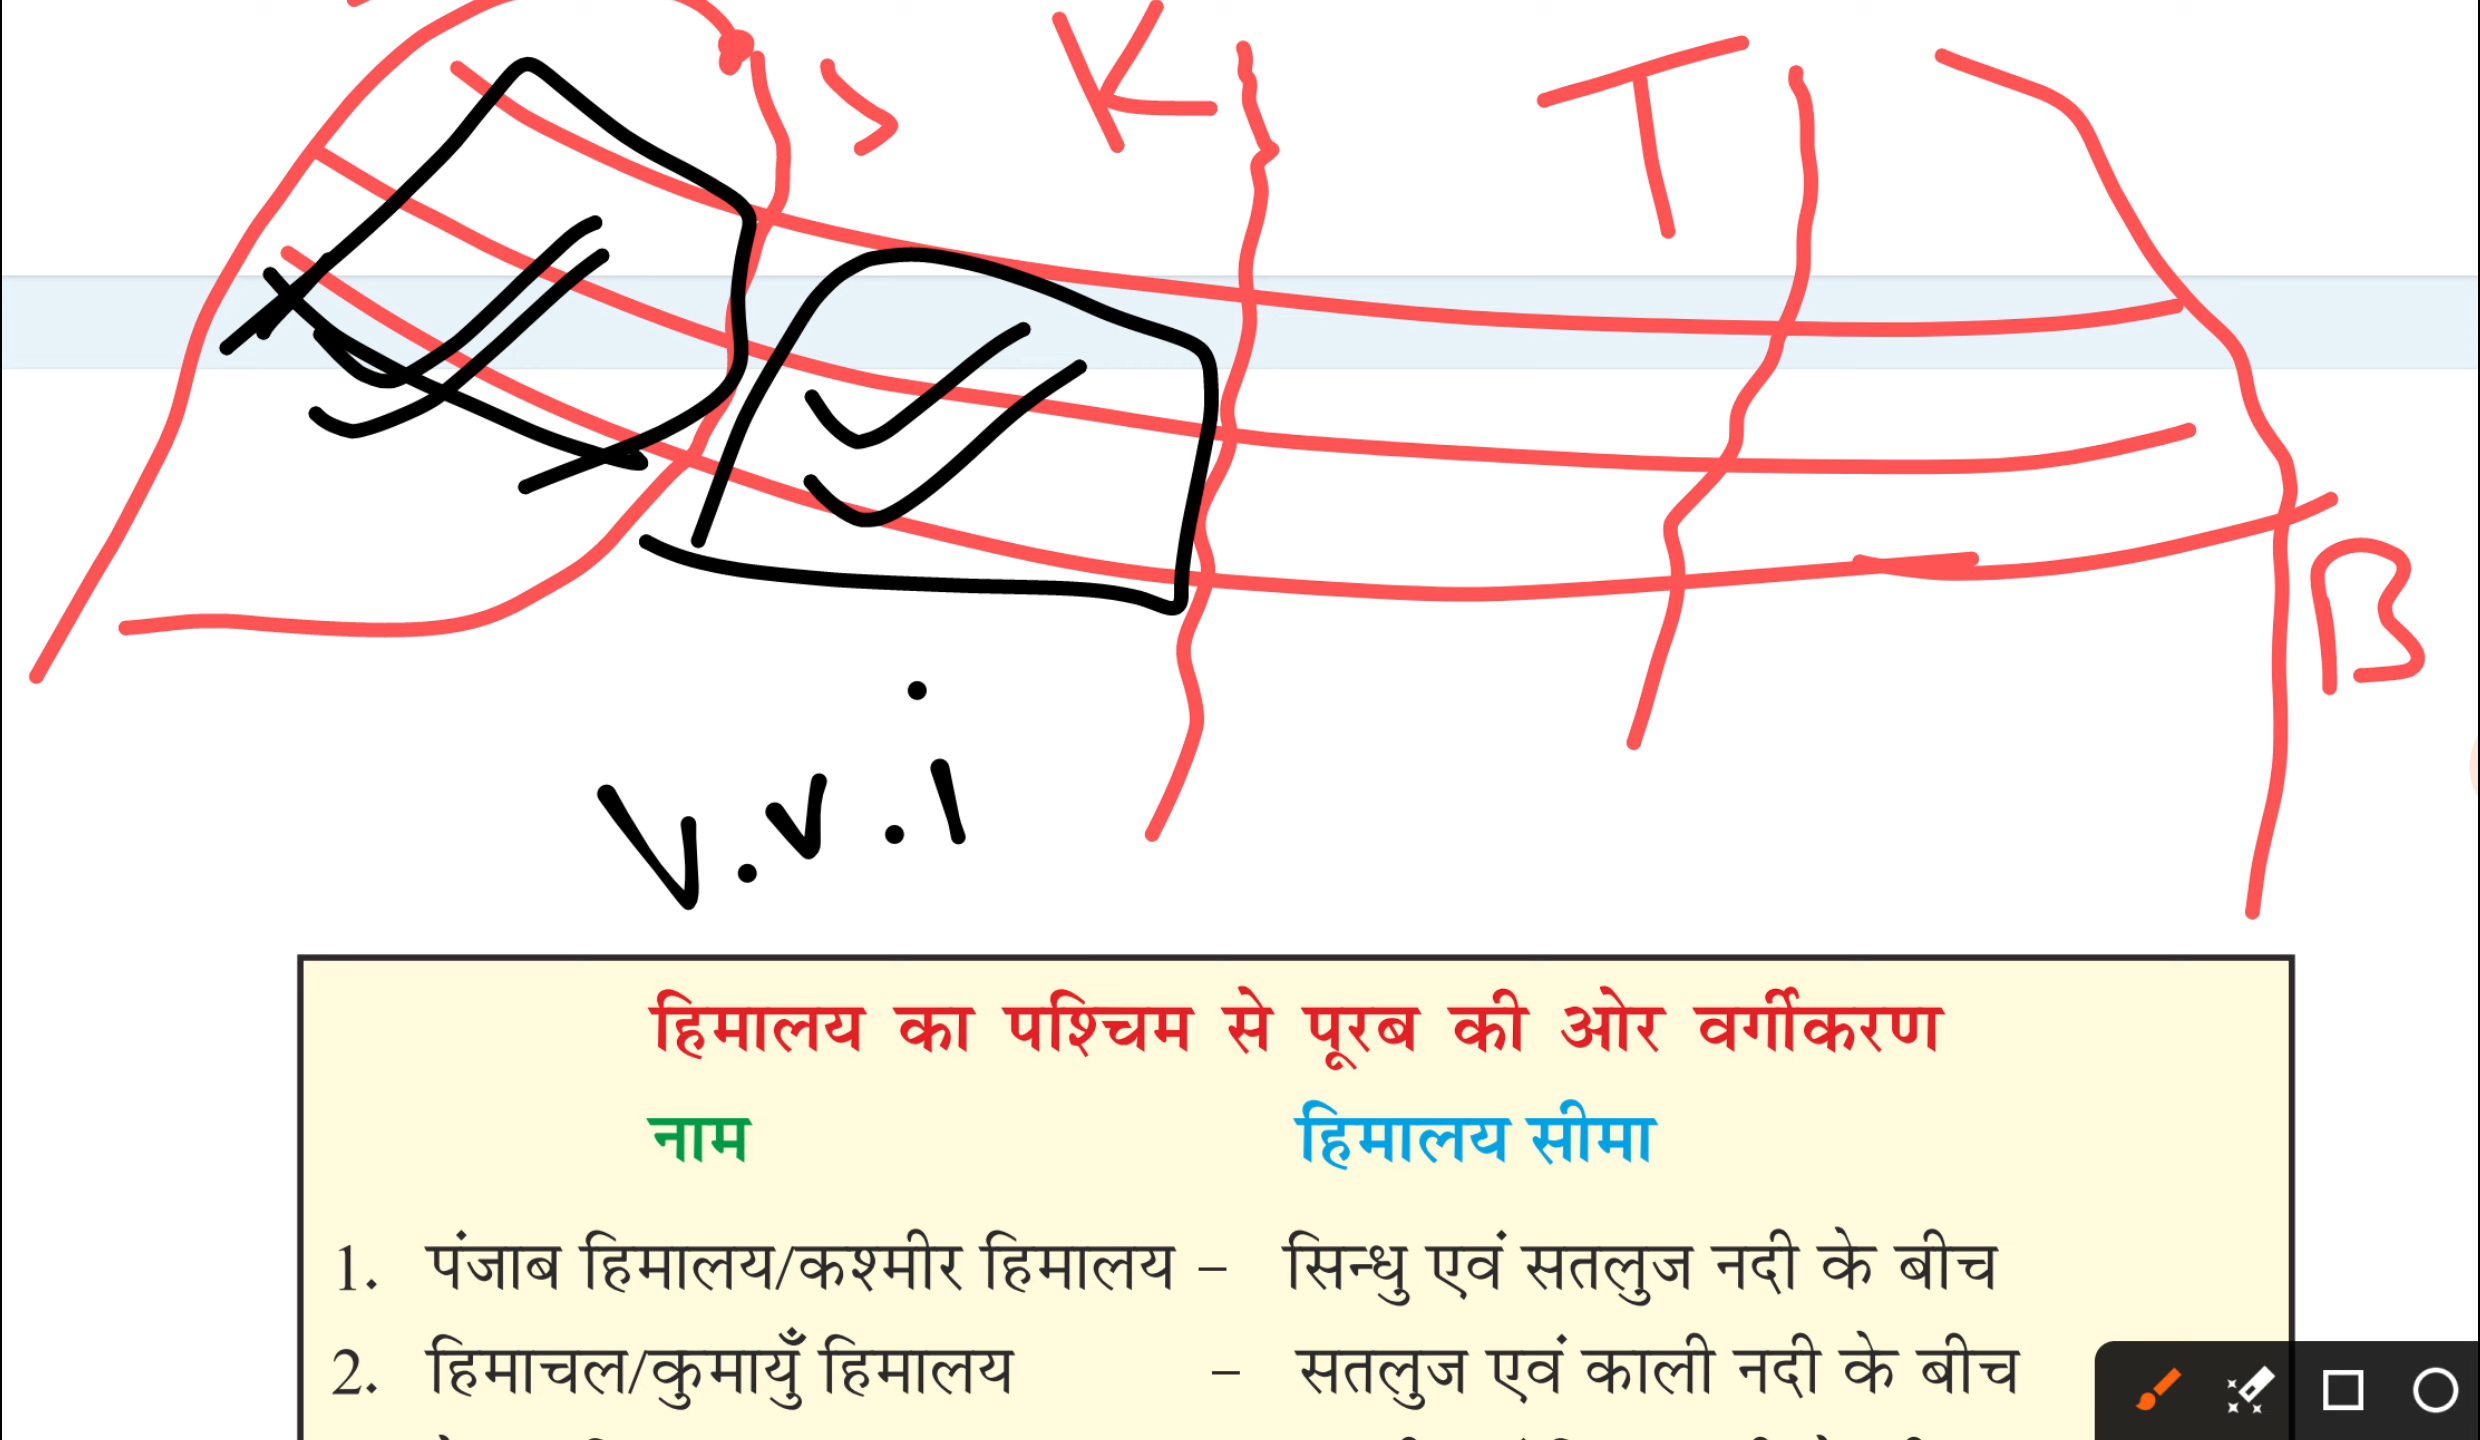 S K T
B
v.v.i
हिमालय का पश्चिम से पूरब की ओर वर्गीकरण
नाम हिमालय सीमा
1. पंजाब हिमालय/कश्मीर हिमालय – सिन्धु एवं सतलुज नदी के बीच
2. हिमाचल/कुमायुँ हिमालय – सतलुज एवं काली नदी के बीच